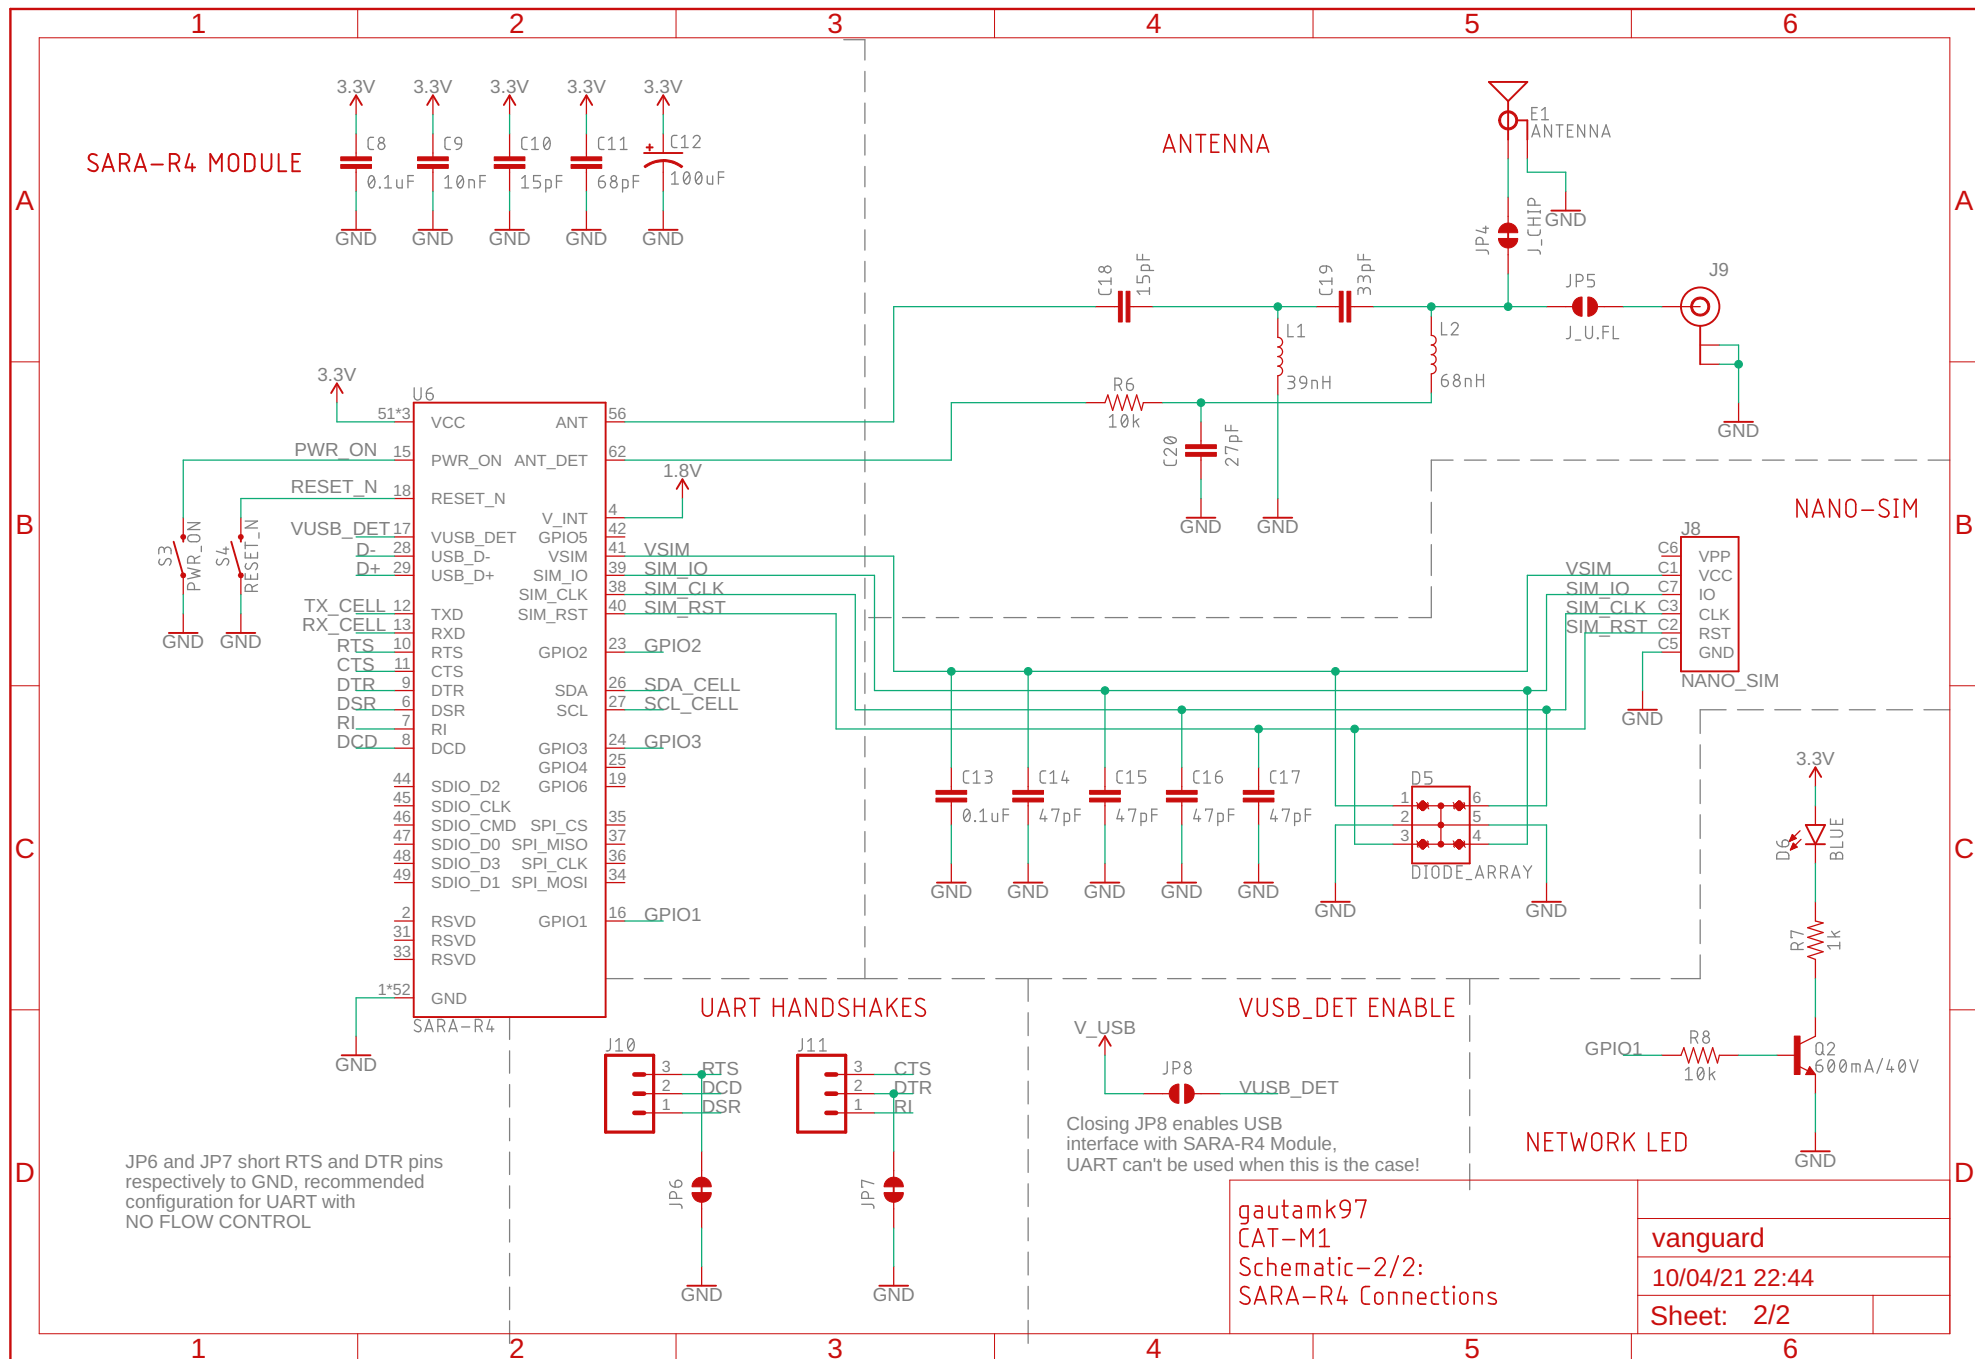 1 2 3 4 5 6
A
A
B
B
C
C
D
D
SARA-R4 MODULE
3.3V 3.3V 3.3V 3.3V 3.3V
C8 C9 C10 C11 C12
0.1uF 10nF 15pF 68pF 100uF
GND GND GND GND GND
ANTENNA
E1
ANTENNA
GND
JP4
J_CHIP
C18
15pF
C19
33pF
JP5
J_U.FL
J9
L1
39nH
L2
68nH
R6
10k
C20
27pF
GND
GND
GND
3.3V
U6
51*3 VCC
PWR_ON 15 PWR_ON
RESET_N 18 RESET_N
VUSB_DET 17 VUSB_DET
D- 28 USB_D-
D+ 29 USB_D+
TX_CELL 12 TXD
RX_CELL 13 RXD
RTS 10 RTS
CTS 11 CTS
DTR 9 DTR
DSR 6 DSR
RI 7 RI
DCD 8 DCD
44 SDIO_D2
45 SDIO_CLK
46 SDIO_CMD
47 SDIO_D0
48 SDIO_D3
49 SDIO_D1
2 RSVD
31 RSVD
33 RSVD
1*52 GND
SARA-R4
GND
ANT 56
ANT_DET 62
1.8V
V_INT 4
GPIO5 42
VSIM 41 VSIM
SIM_IO 39 SIM_IO
SIM_CLK 38 SIM_CLK
SIM_RST 40 SIM_RST
GPIO2 23 GPIO2
SDA 26 SDA_CELL
SCL 27 SCL_CELL
GPIO3 24 GPIO3
GPIO4 25
GPIO6 19
SPI_CS 35
SPI_MISO 37
SPI_CLK 36
SPI_MOSI 34
GPIO1 16 GPIO1
S3
PWR_ON
S4
RESET_N
GND GND
NANO-SIM
J8
C6 VPP
VSIM C1 VCC
SIM_IO C7 IO
SIM_CLK C3 CLK
SIM_RST C2 RST
C5 GND
NANO_SIM
GND
C13 C14 C15 C16 C17
0.1uF 47pF 47pF 47pF 47pF
GND GND GND GND GND
D5
1 6
2 5
3 4
DIODE_ARRAY
GND GND
3.3V
D6
BLUE
R7
1k
GPIO1
R8
10k
Q2
600mA/40V
GND
NETWORK LED
UART HANDSHAKES
J10
3 RTS
2 DCD
1 DSR
JP6
GND
J11
3 CTS
2 DTR
1 RI
JP7
GND
VUSB_DET ENABLE
V_USB
JP8
VUSB_DET
Closing JP8 enables USB
interface with SARA-R4 Module,
UART can't be used when this is the case!
JP6 and JP7 short RTS and DTR pins
respectively to GND, recommended
configuration for UART with
NO FLOW CONTROL
gautamk97
CAT-M1
Schematic-2/2:
SARA-R4 Connections
vanguard
10/04/21 22:44
Sheet: 2/2
1 2 3 4 5 6